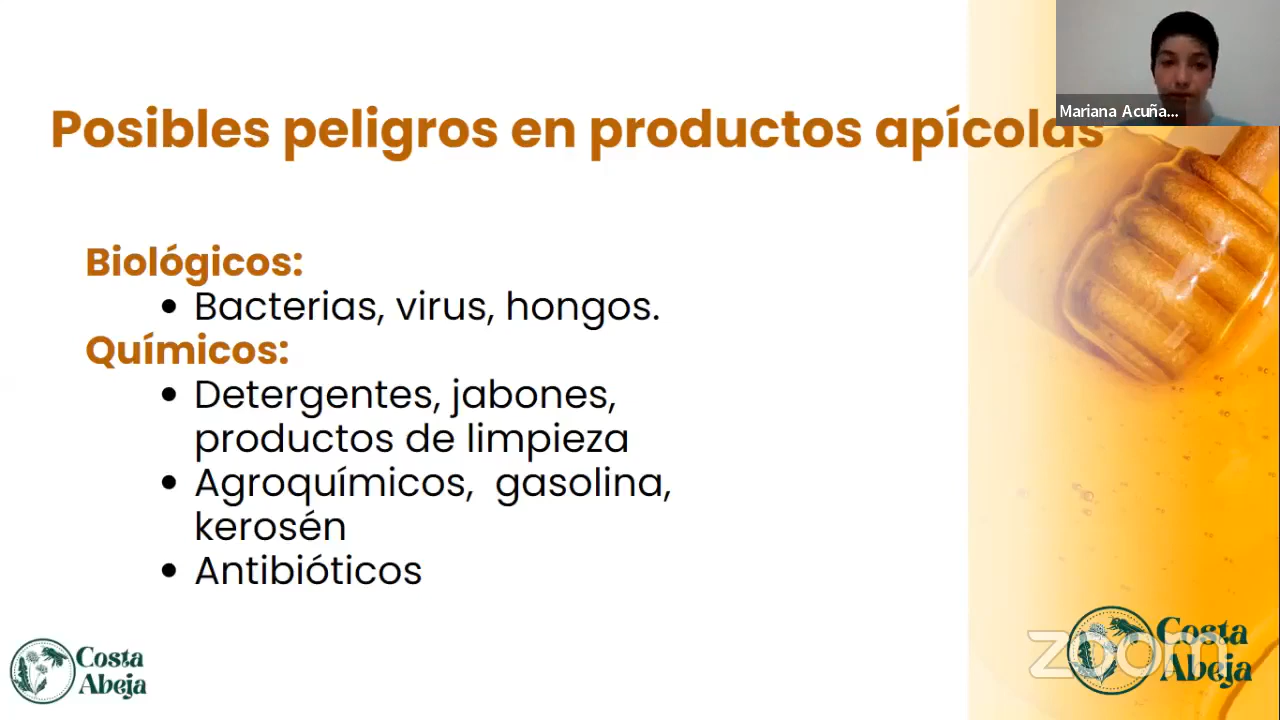 Mariana Acuña...
Posibles peligros en productos apícolas
Biológicos:
• Bacterias, virus, hongos.
Químicos:
• Detergentes, jabones,
productos de limpieza
• Agroquímicos, gasolina,
kerosén
• Antibióticos
Costa
Abeja
zoom
Costa
Abeja